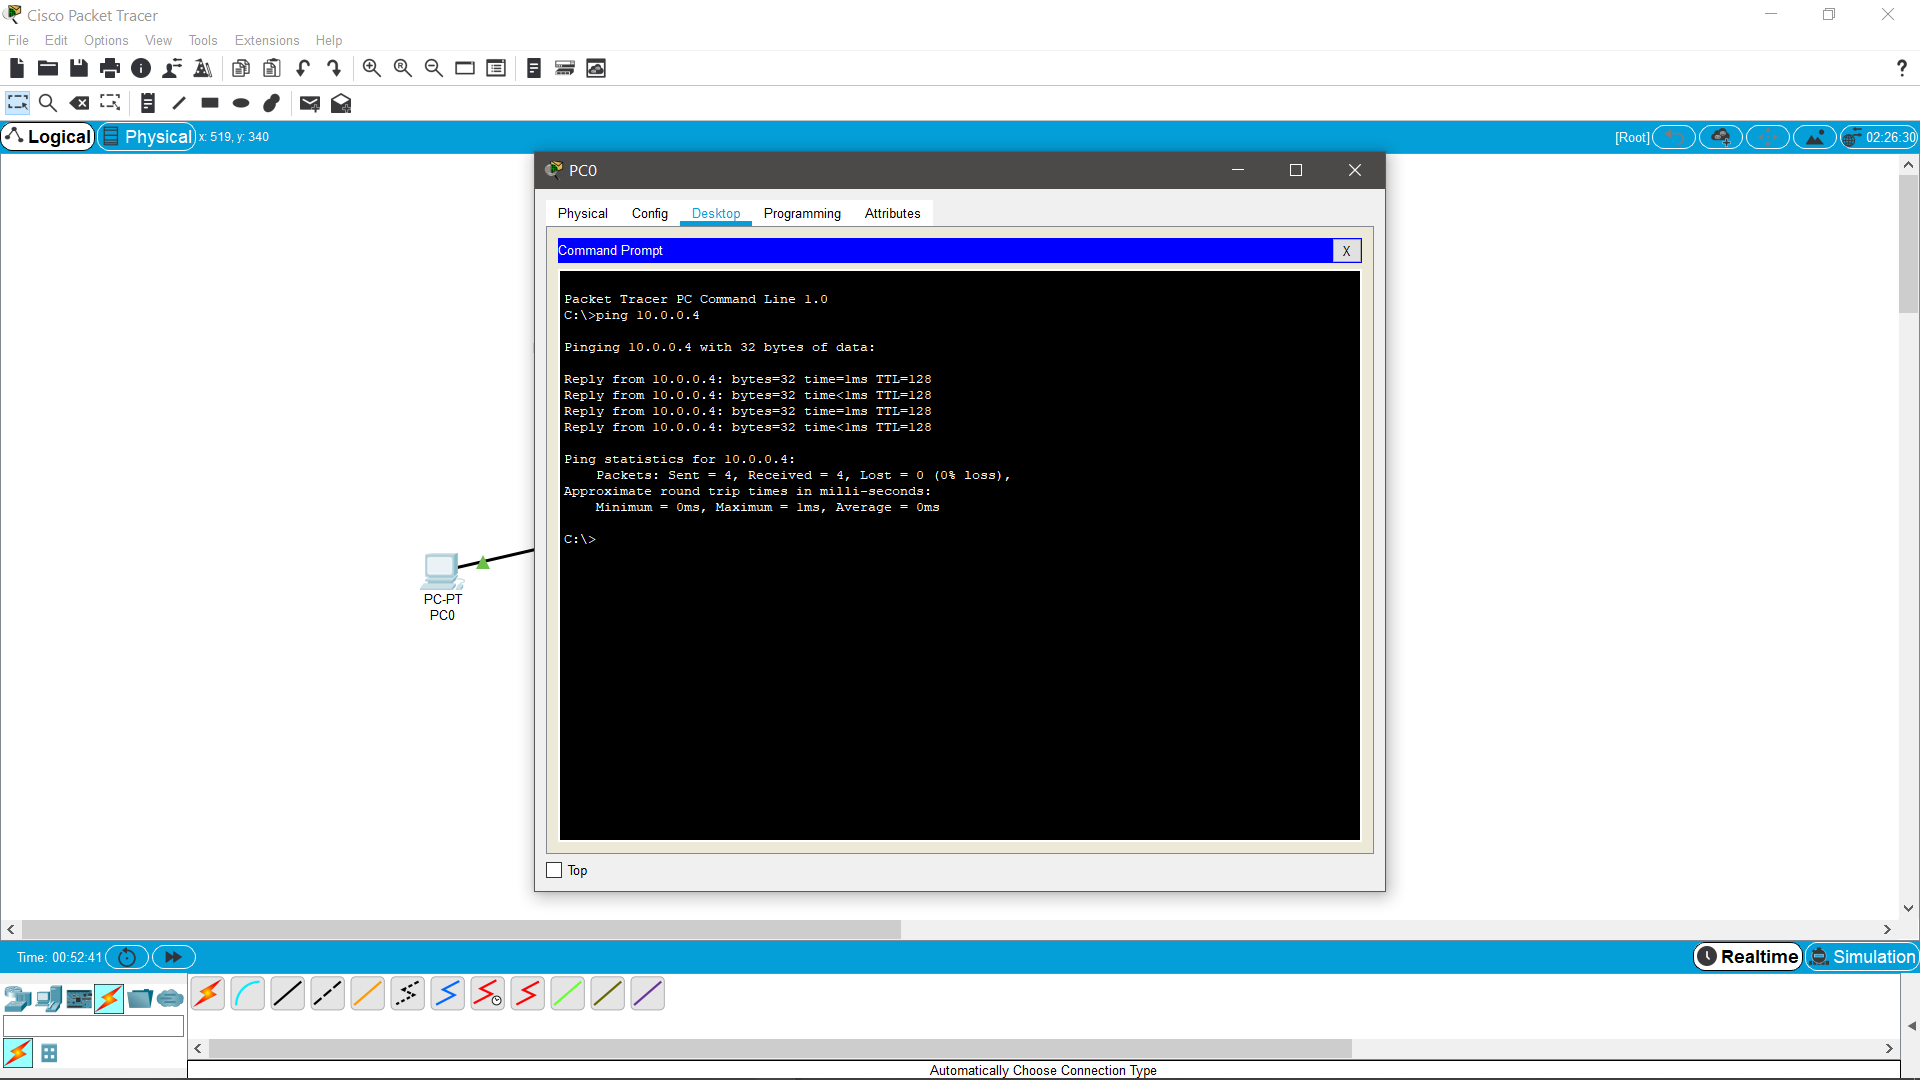 Cisco Packet Tracer
File Edit Options View Tools Extensions Help
?
Logical Physical x: 519, y: 340 [Root] 02:26:30
PC0
Physical Config Desktop Programming Attributes
Command Prompt X
Packet Tracer PC Command Line 1.0
C:\>ping 10.0.0.4
Pinging 10.0.0.4 with 32 bytes of data:
Reply from 10.0.0.4: bytes=32 time=1ms TTL=128
Reply from 10.0.0.4: bytes=32 time<1ms TTL=128
Reply from 10.0.0.4: bytes=32 time=1ms TTL=128
Reply from 10.0.0.4: bytes=32 time<1ms TTL=128
Ping statistics for 10.0.0.4:
Packets: Sent = 4, Received = 4, Lost = 0 (0% loss),
Approximate round trip times in milli-seconds:
Minimum = 0ms, Maximum = 1ms, Average = 0ms
C:\>
PC-PT
PC0
Top
Time: 00:52:41 Realtime Simulation
Automatically Choose Connection Type